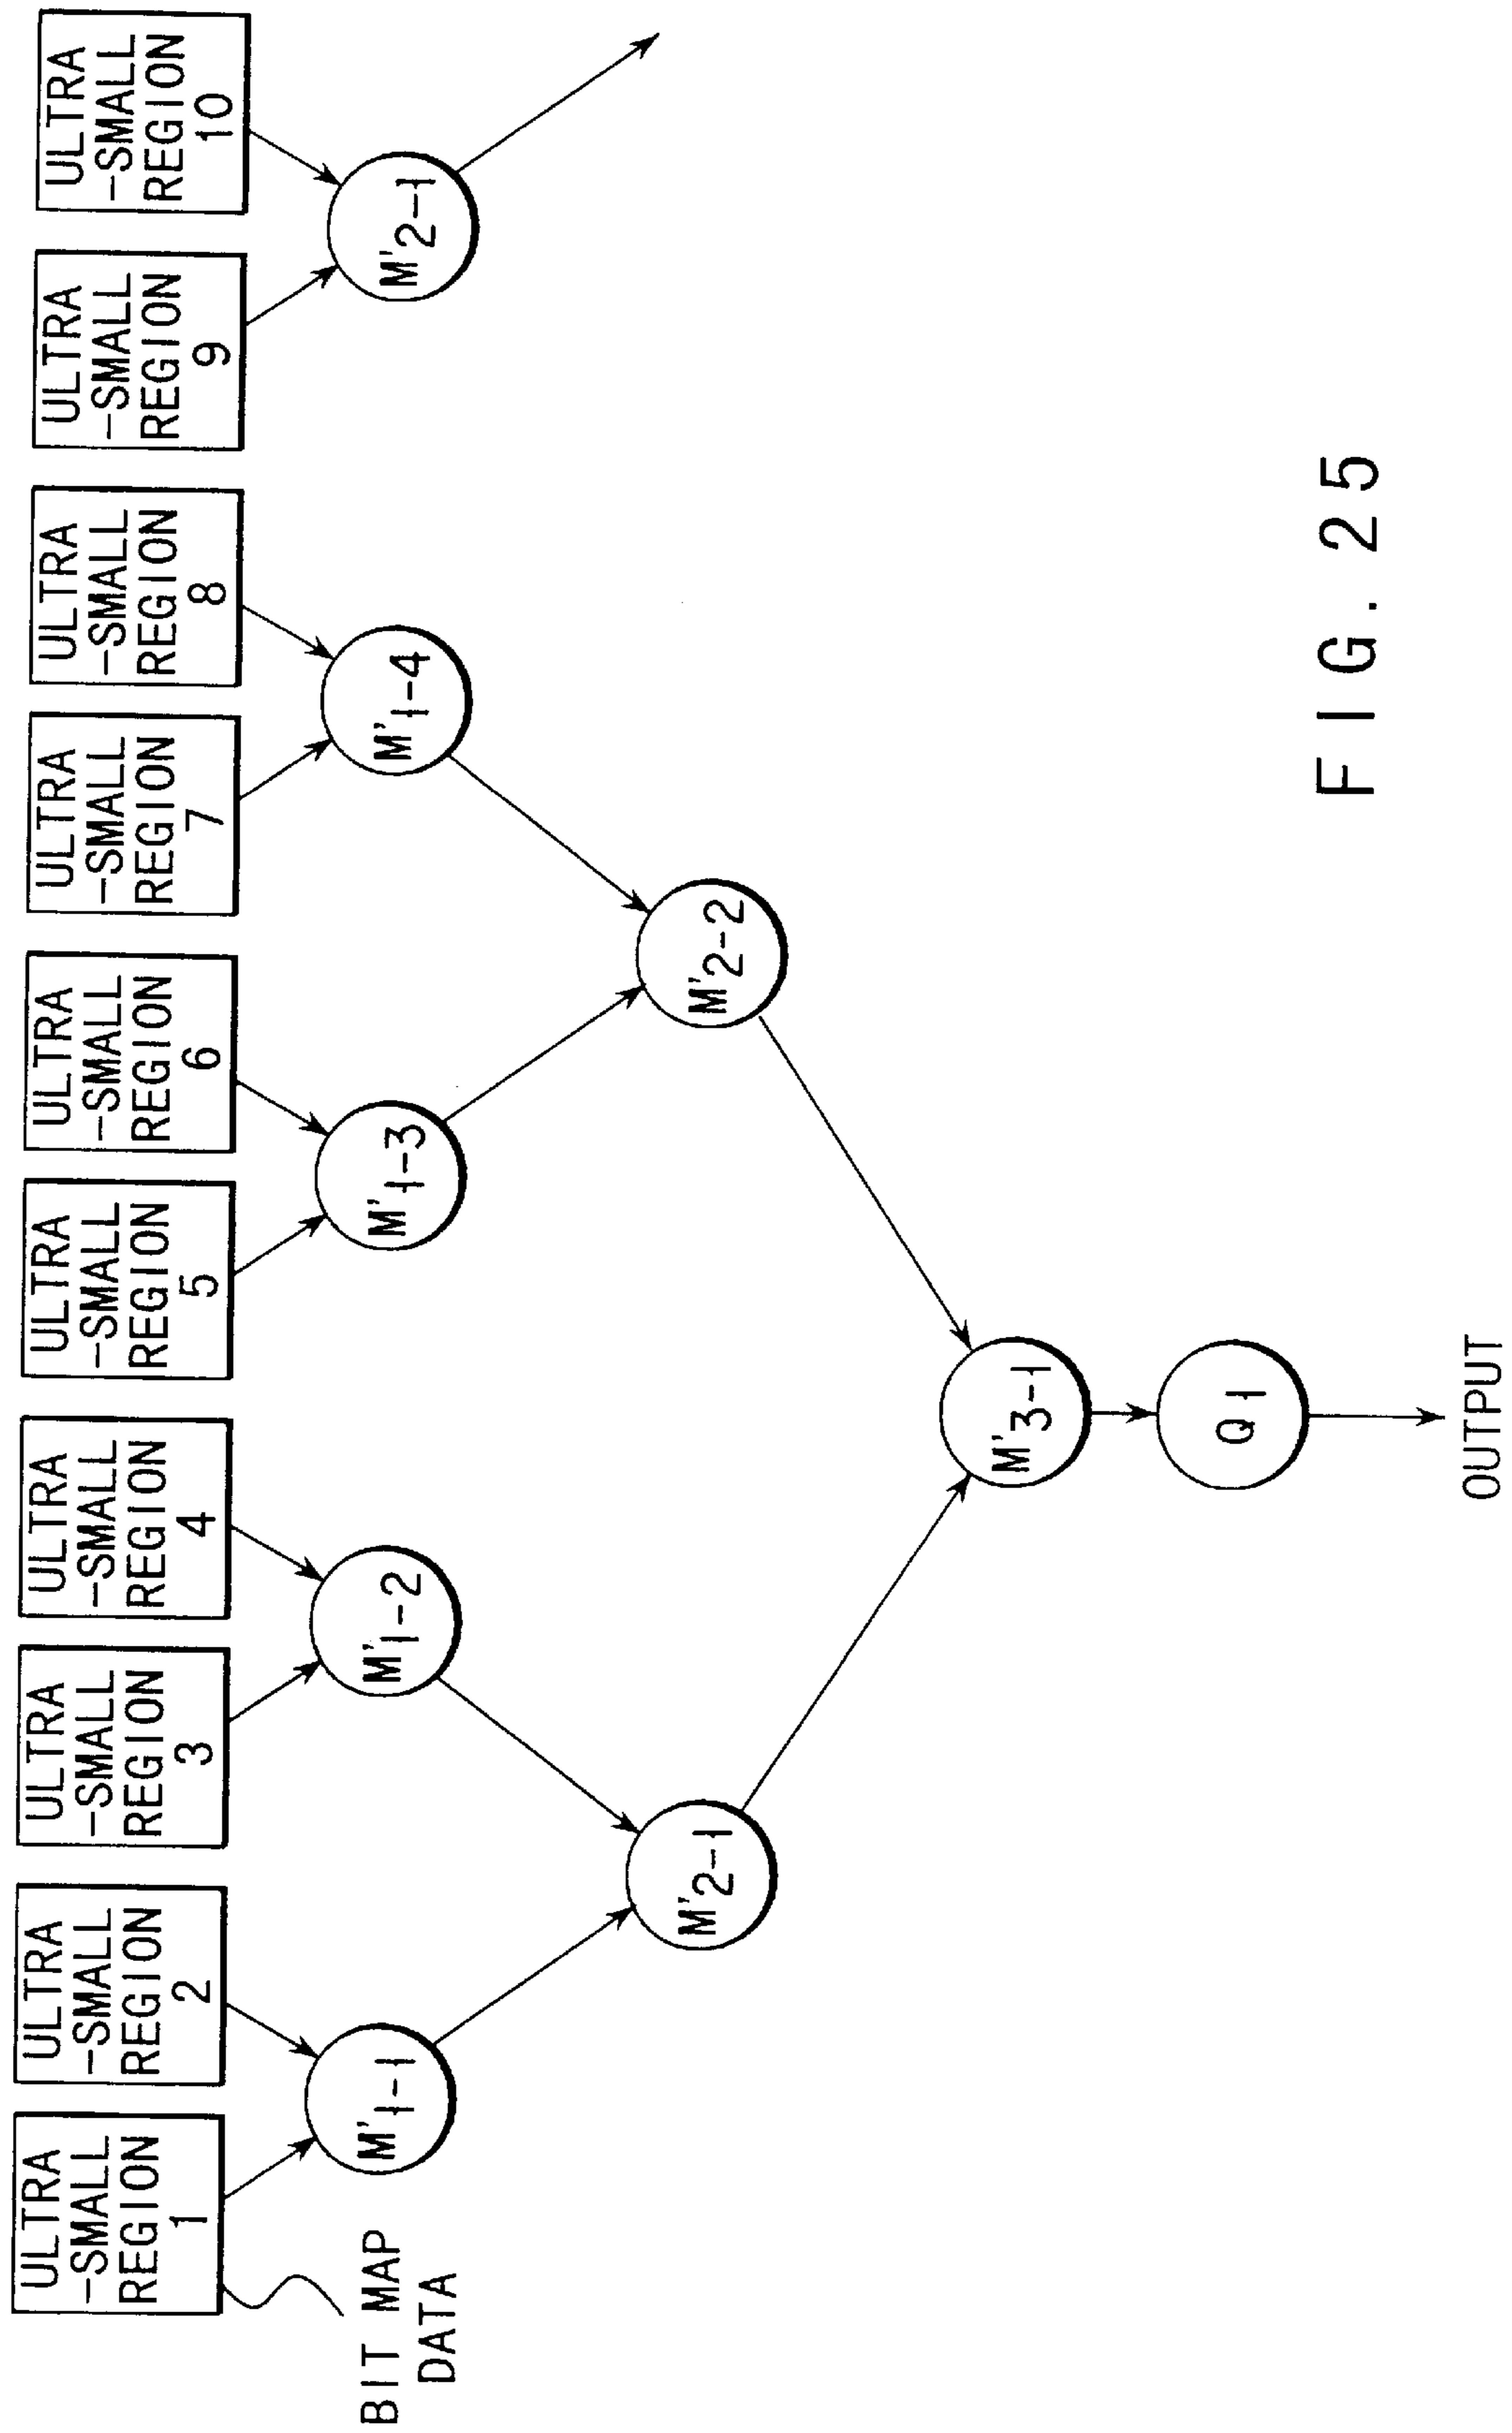 ULTRA
-SMALL
REGION
1
ULTRA
-SMALL
REGION
2
ULTRA
-SMALL
REGION
3
ULTRA
-SMALL
REGION
4
ULTRA
-SMALL
REGION
5
ULTRA
-SMALL
REGION
6
ULTRA
-SMALL
REGION
7
ULTRA
-SMALL
REGION
8
ULTRA
-SMALL
REGION
9
ULTRA
-SMALL
REGION
10
BIT MAP
DATA
M'1-1
M'1-2
M'1-3
M'1-4
M'2-1
M'2-1
M'2-2
M'3-1
Q1
OUTPUT
FIG. 25